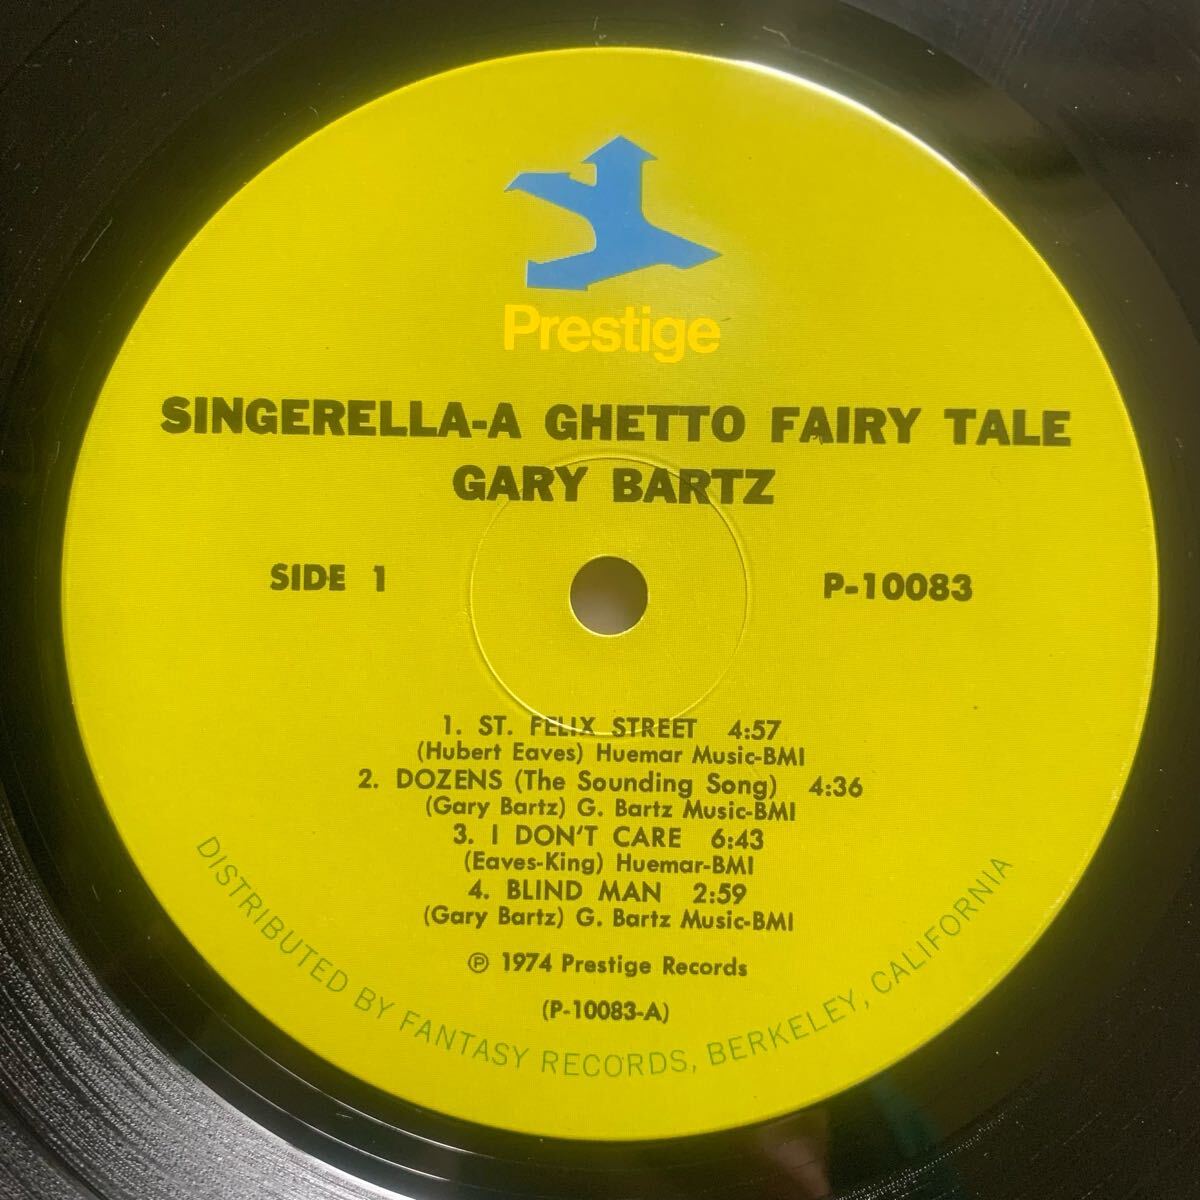 Prestige
SINGERELLA-A GHETTO FAIRY TALE
GARY BARTZ
SIDE 1
P-10083
1. ST. FELIX STREET 4:57
(Hubert Eaves) Huemar Music-BMI
2. DOZENS (The Sounding Song) 4:36
(Gary Bartz) G. Bartz Music-BMI
3. I DON'T CARE 6:43
(Eaves-King) Huemar-BMI
4. BLIND MAN 2:59
(Gary Bartz) G. Bartz Music-BMI
℗ 1974 Prestige Records
(P-10083-A)
DISTRIBUTED BY FANTASY RECORDS, BERKELEY, CALIFORNIA